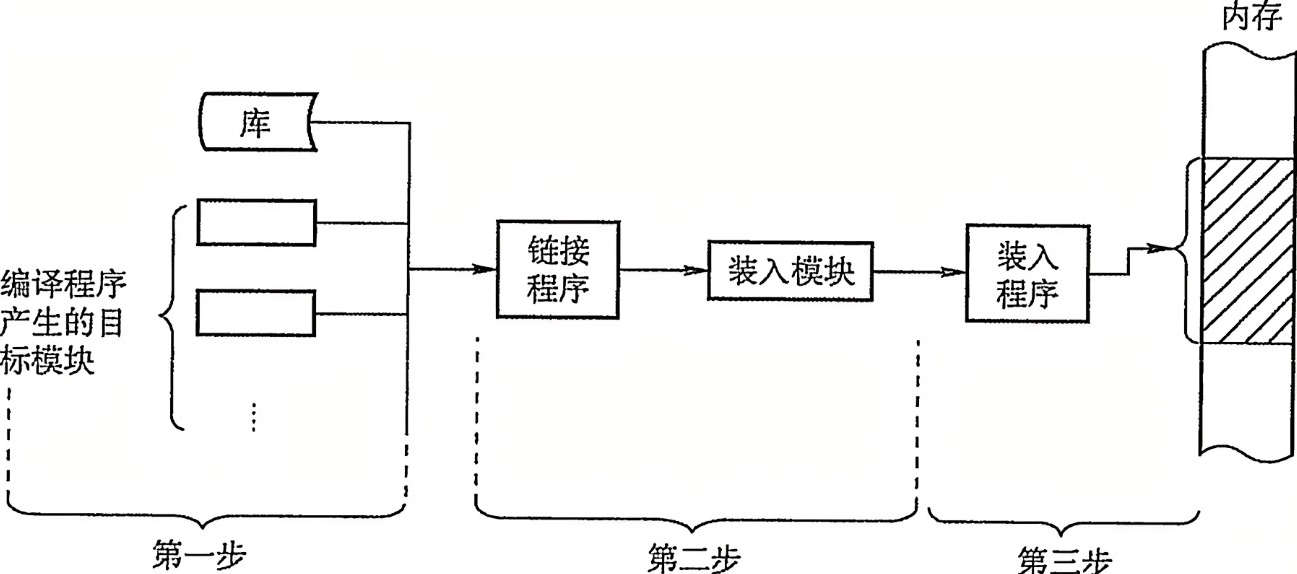 内存
库
编译程序
产生的目
标模块
链接
程序
装入模块
装入
程序
第一步
第二步
第三步